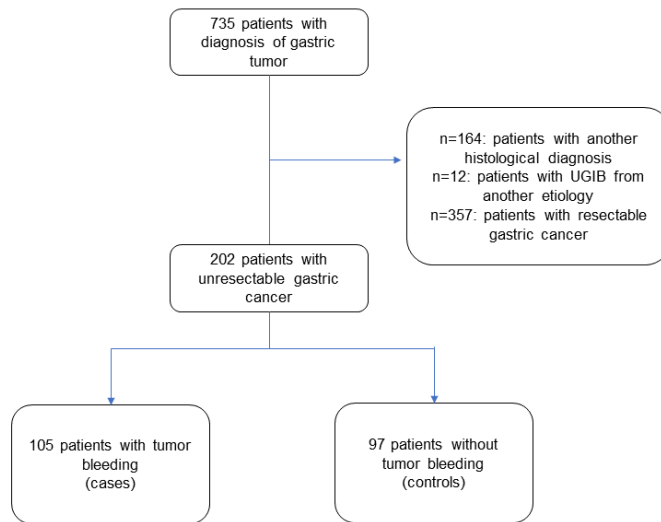 735 patients with
diagnosis of gastric
tumor
n=164: patients with another
histological diagnosis
n=12: patients with UGIB from
another etiology
n=357: patients with resectable
gastric cancer
202 patients with
unresectable gastric
cancer
105 patients with tumor
bleeding
(cases)
97 patients without
tumor bleeding
(controls)